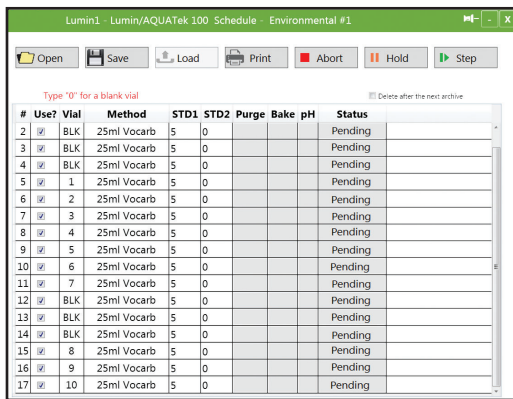 Lumin1 - Lumin/AQUATek 100 Schedule - Environmental #1 - x
Open Save Load Print Abort Hold Step
Type "0" for a blank vial Delete after the next archive
# Use? Vial Method STD1 STD2 Purge Bake pH Status
2 BLK 25ml Vocarb 5 0 Pending
3 BLK 25ml Vocarb 5 0 Pending
4 BLK 25ml Vocarb 5 0 Pending
5 1 25ml Vocarb 5 0 Pending
6 2 25ml Vocarb 5 0 Pending
7 3 25ml Vocarb 5 0 Pending
8 4 25ml Vocarb 5 0 Pending
9 5 25ml Vocarb 5 0 Pending
10 6 25ml Vocarb 5 0 Pending
11 7 25ml Vocarb 5 0 Pending
12 BLK 25ml Vocarb 5 0 Pending
13 BLK 25ml Vocarb 5 0 Pending
14 BLK 25ml Vocarb 5 0 Pending
15 8 25ml Vocarb 5 0 Pending
16 9 25ml Vocarb 5 0 Pending
17 10 25ml Vocarb 5 0 Pending